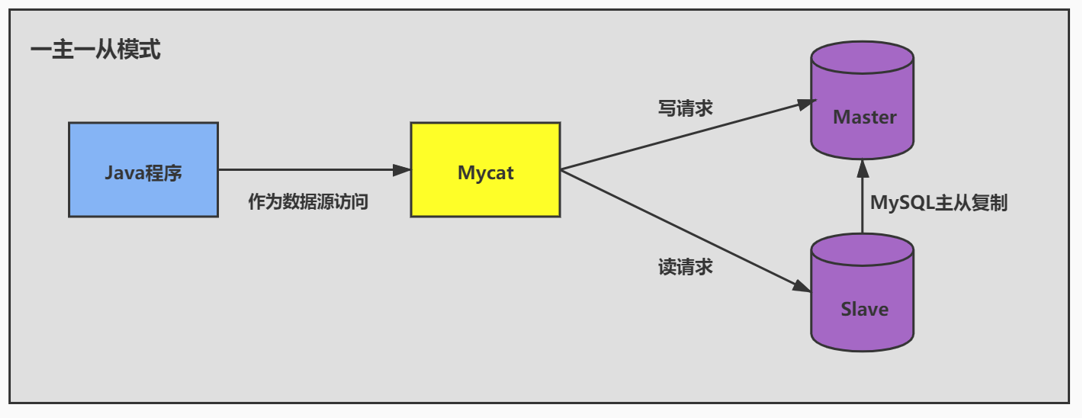 一主一从模式
Java程序
作为数据源访问
Mycat
写请求
读请求
Master
MySQL主从复制
Slave